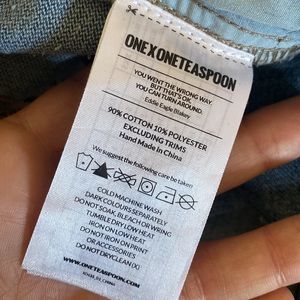 ONEXONETEASPOON
YOU WENT THE WRONG WAY.
BUT THAT'S OK.
YOU CAN TURN AROUND.
Eddie Eagle Blakey
90% COTTON 10% POLYESTER
EXCLUDING TRIMS
Hand Made In China
We suggest the following care be taken
COLD MACHINE WASH
DARK COLOURS SEPARATELY
DO NOT SOAK, BLEACH OR WRING
TUMBLE DRY LOW HEAT
IRON ON LOW HEAT
DO NOT IRON ON PRINT
OR ACCESSORIES
DO NOT DRYCLEAN (X)
WWW.ONETEASPOON.COM